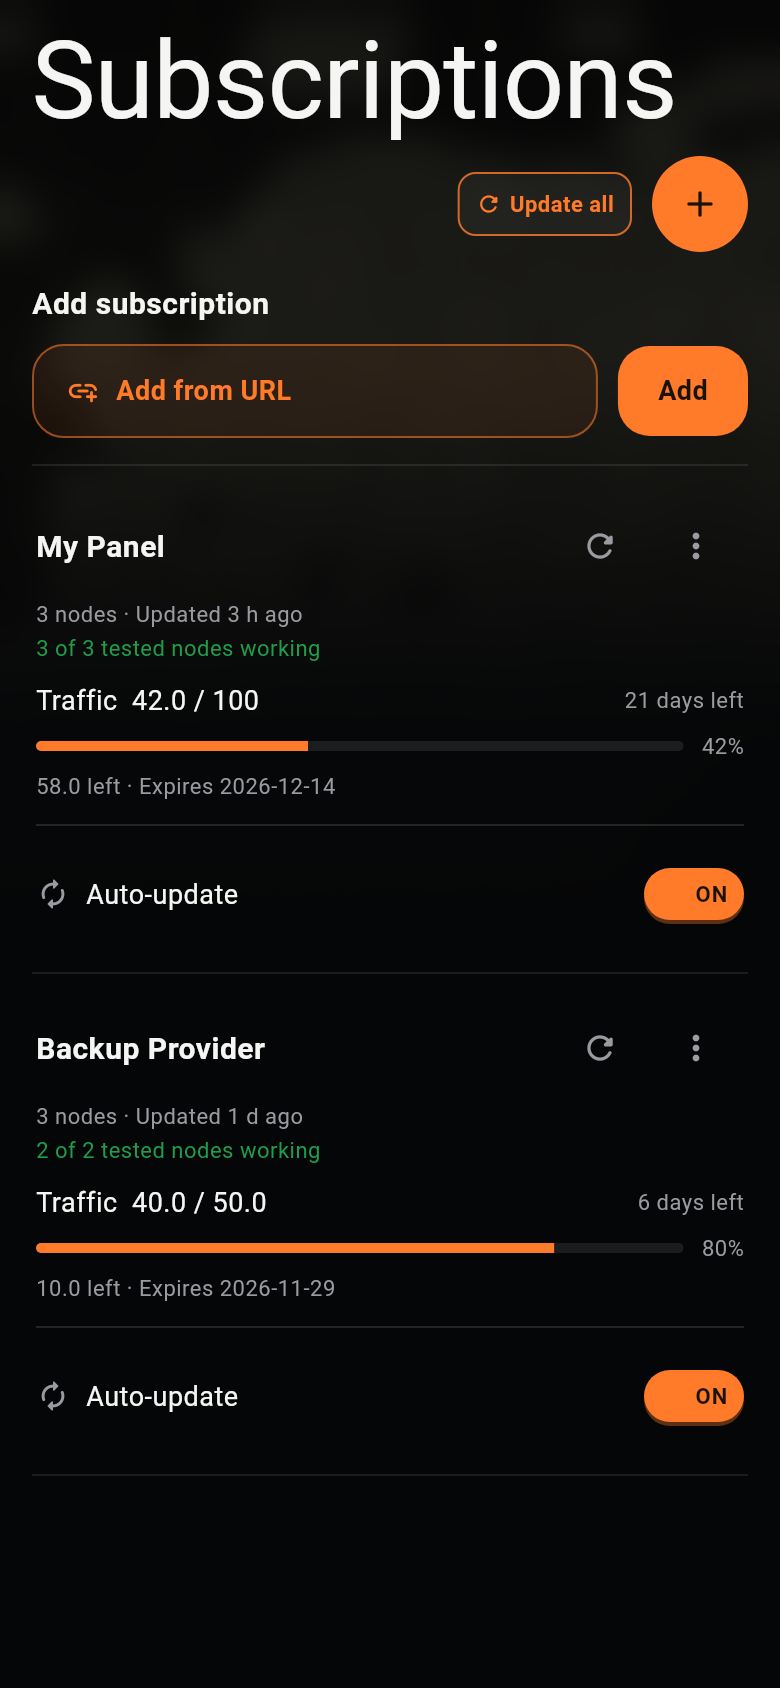 Subscriptions
Update all
Add subscription
Add from URL
Add
My Panel
3 nodes · Updated 3 h ago
3 of 3 tested nodes working
Traffic 42.0 / 100
21 days left
42%
58.0 left · Expires 2026-12-14
Auto-update
ON
Backup Provider
3 nodes · Updated 1 d ago
2 of 2 tested nodes working
Traffic 40.0 / 50.0
6 days left
80%
10.0 left · Expires 2026-11-29
Auto-update
ON